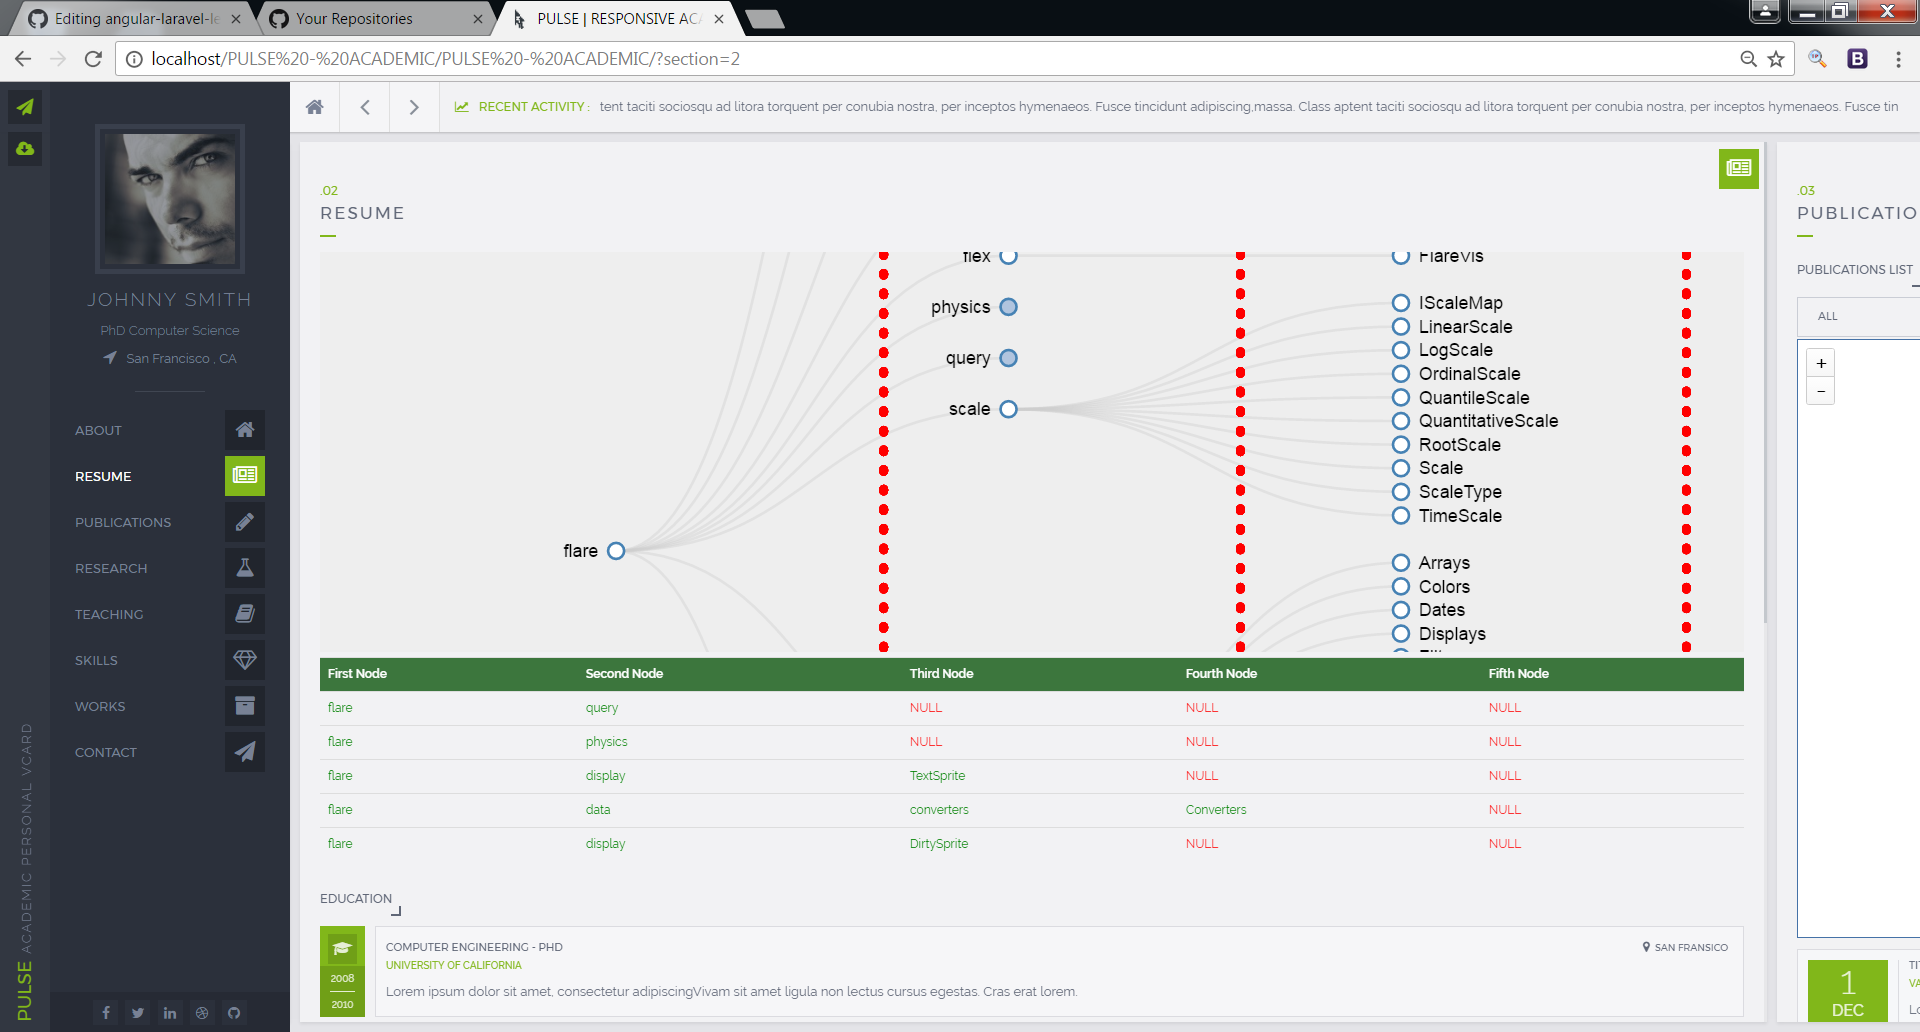 Editing angular-laravel-le
Your Repositories
PULSE | RESPONSIVE AC
localhost/PULSE%20-%20ACADEMIC/PULSE%20-%20ACADEMIC/?section=2
RECENT ACTIVITY : tent taciti sociosqu ad litora torquent per conubia nostra, per inceptos hymenaeos. Fusce tincidunt adipiscing,massa. Class aptent taciti sociosqu ad litora torquent per conubia nostra, per inceptos hymenaeos. Fusce tin
JOHNNY SMITH
PhD Computer Science
San Francisco , CA
ABOUT
RESUME
PUBLICATIONS
RESEARCH
TEACHING
SKILLS
WORKS
CONTACT
PULSE ACADEMIC PERSONAL VCARD
.02
RESUME
flex
physics
query
scale
flare
FlareVis
IScaleMap
LinearScale
LogScale
OrdinalScale
QuantileScale
QuantitativeScale
RootScale
Scale
ScaleType
TimeScale
Arrays
Colors
Dates
Displays
First Node Second Node Third Node Fourth Node Fifth Node
flare query NULL NULL NULL
flare physics NULL NULL NULL
flare display TextSprite NULL NULL
flare data converters Converters NULL
flare display DirtySprite NULL NULL
EDUCATION
2008
2010
COMPUTER ENGINEERING - PHD
SAN FRANSICO
UNIVERSITY OF CALIFORNIA
Lorem ipsum dolor sit amet, consectetur adipiscingVivam sit amet ligula non lectus cursus egestas. Cras erat lorem.
.03
PUBLICATIO
PUBLICATIONS LIST
ALL
+
−
1
DEC